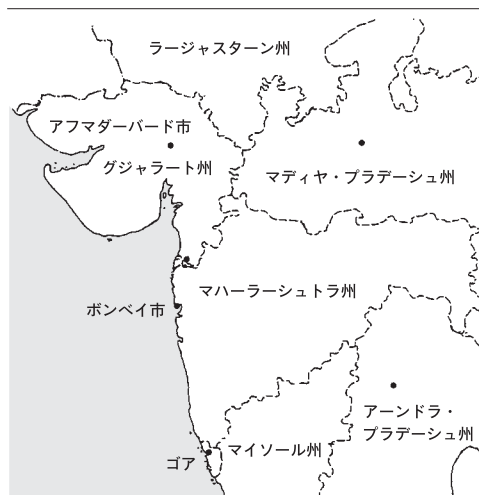 ラージャスターン州
アフマダーバード市
グジャラート州
マディヤ・プラデーシュ州
マハーラーシュトラ州
ボンベイ市
アーンドラ・
プラデーシュ州
マイソール州
ゴア